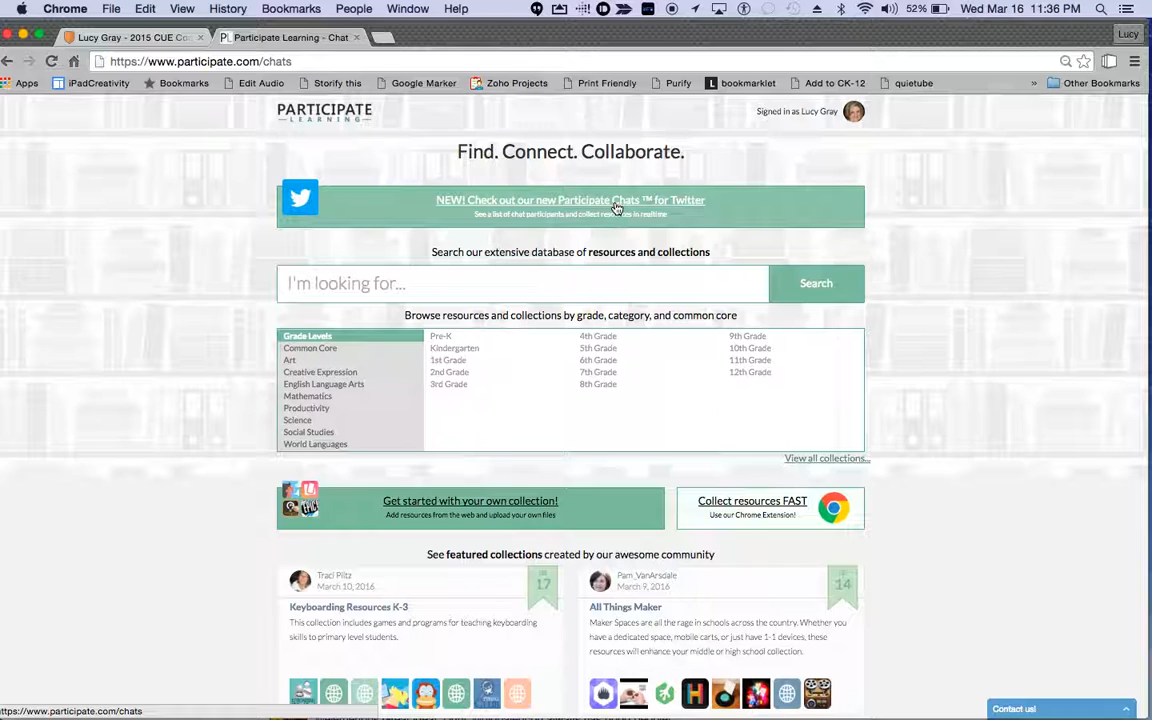 Chrome File Edit View History Bookmarks People Window Help 52% Wed Mar 16 11:36 PM
Lucy Gray - 2015 CUE Co Participate Learning - Chat Lucy
https://www.participate.com/chats
Apps iPadCreativity Bookmarks Edit Audio Storify this Google Marker Zoho Projects Print Friendly Purify bookmarklet Add to CK-12 quietube » Other Bookmarks
PARTICIPATE
LEARNING
Signed in as Lucy Gray
Find. Connect. Collaborate.
NEW! Check out our new Participate Chats ™ for Twitter
See a list of chat participants and collect resources in realtime
Search our extensive database of resources and collections
I'm looking for... Search
Browse resources and collections by grade, category, and common core
Grade Levels Pre-K 4th Grade 9th Grade
Common Core Kindergarten 5th Grade 10th Grade
Art 1st Grade 6th Grade 11th Grade
Creative Expression 2nd Grade 7th Grade 12th Grade
English Language Arts 3rd Grade 8th Grade
Mathematics
Productivity
Science
Social Studies
World Languages
View all collections...
Get started with your own collection!
Add resources from the web and upload your own files
Collect resources FAST
Use our Chrome Extension!
See featured collections created by our awesome community
Traci Piltz
March 10, 2016
17
Keyboarding Resources K-3
This collection includes games and programs for teaching keyboarding
skills to primary level students.
Pam_VanArsdale
March 9, 2016
14
All Things Maker
Maker Spaces are all the rage in schools across the country. Whether you
have a dedicated space, mobile carts, or just have 1-1 devices, these
resources will enhance your middle or high school collection.
https://www.participate.com/chats
Contact us!